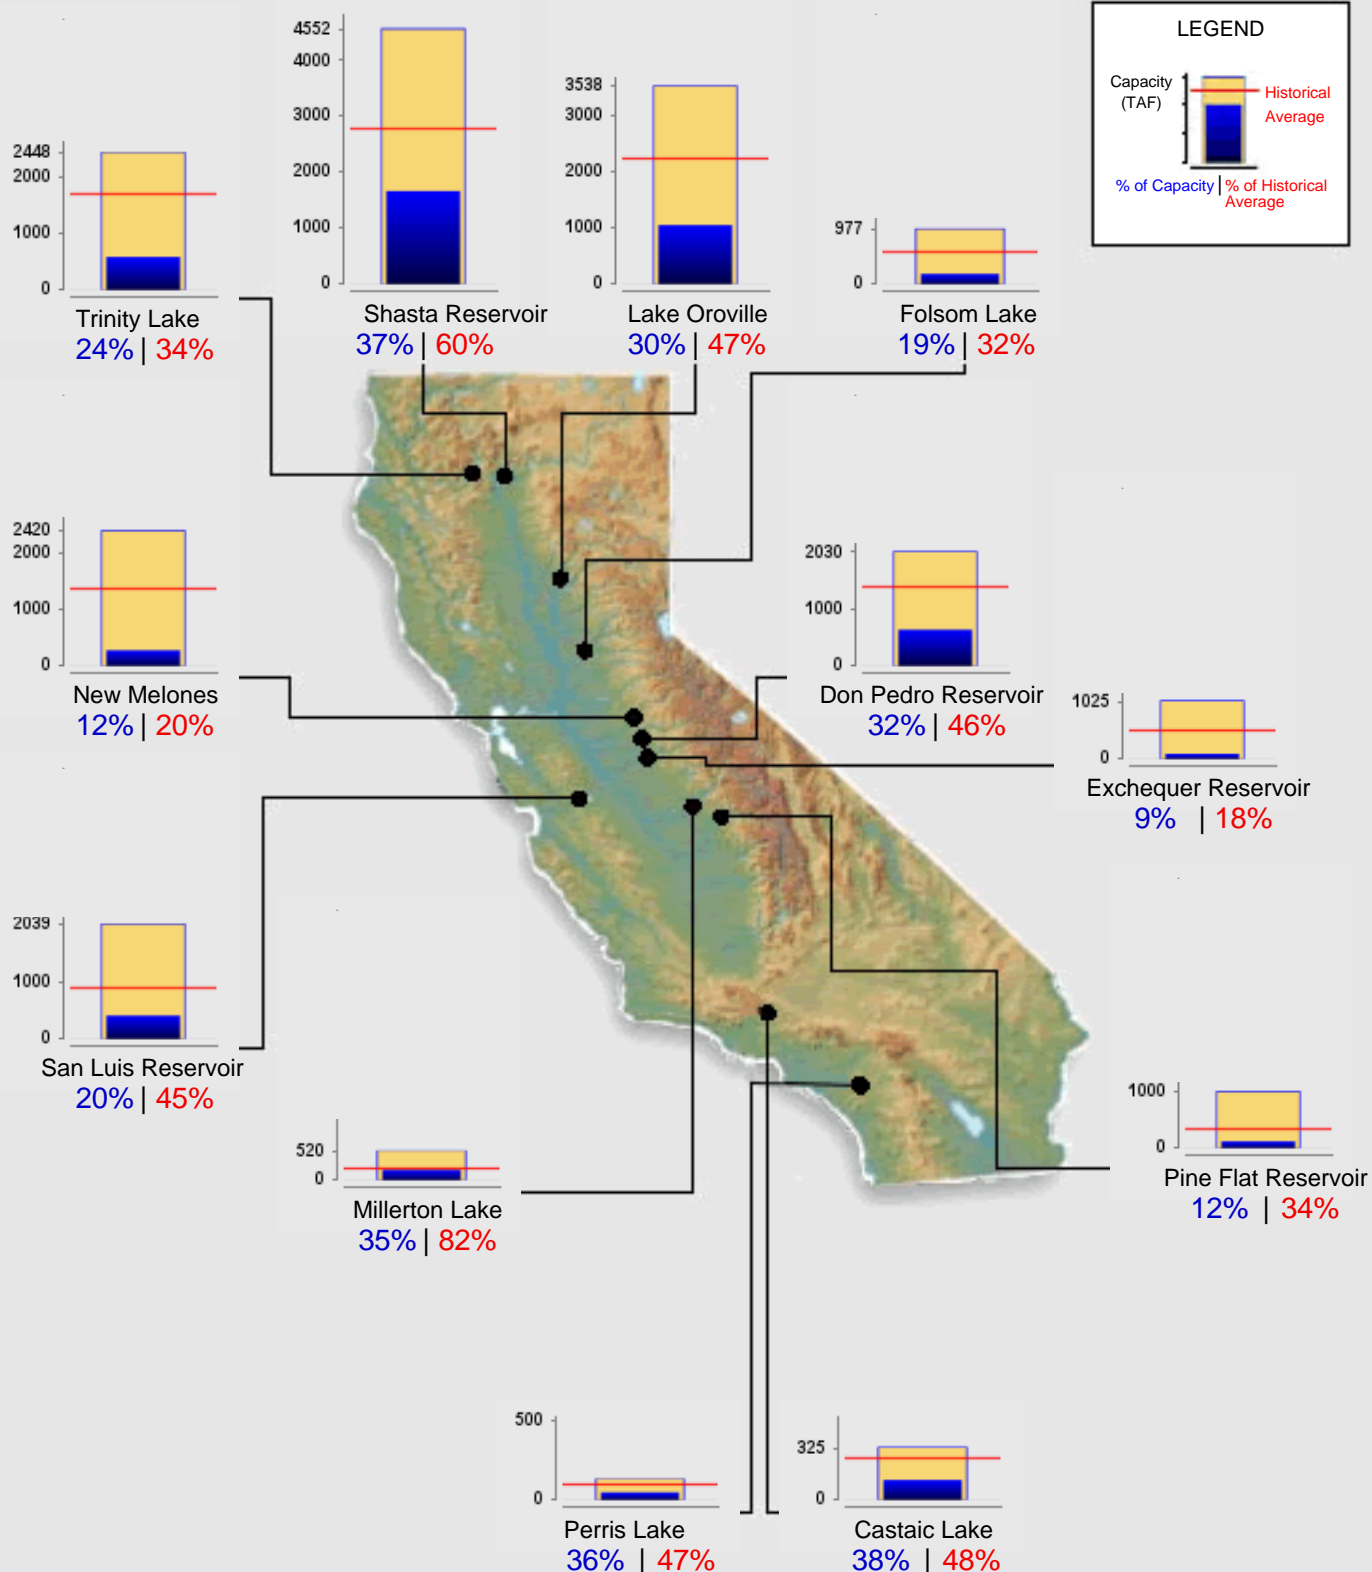 LEGEND
Capacity
(TAF)
Historical
Average
% of Capacity | % of Historical
Average
4552
4000
3000
2000
1000
0
Shasta Reservoir
37% | 60%
3538
3000
2000
1000
0
Lake Oroville
30% | 47%
977
0
Folsom Lake
19% | 32%
2448
2000
1000
0
Trinity Lake
24% | 34%
2420
2000
1000
0
New Melones
12% | 20%
2030
1000
0
Don Pedro Reservoir
32% | 46%
1025
0
Exchequer Reservoir
9% | 18%
2039
1000
0
San Luis Reservoir
20% | 45%
520
0
Millerton Lake
35% | 82%
1000
0
Pine Flat Reservoir
12% | 34%
500
0
Perris Lake
36% | 47%
325
0
Castaic Lake
38% | 48%